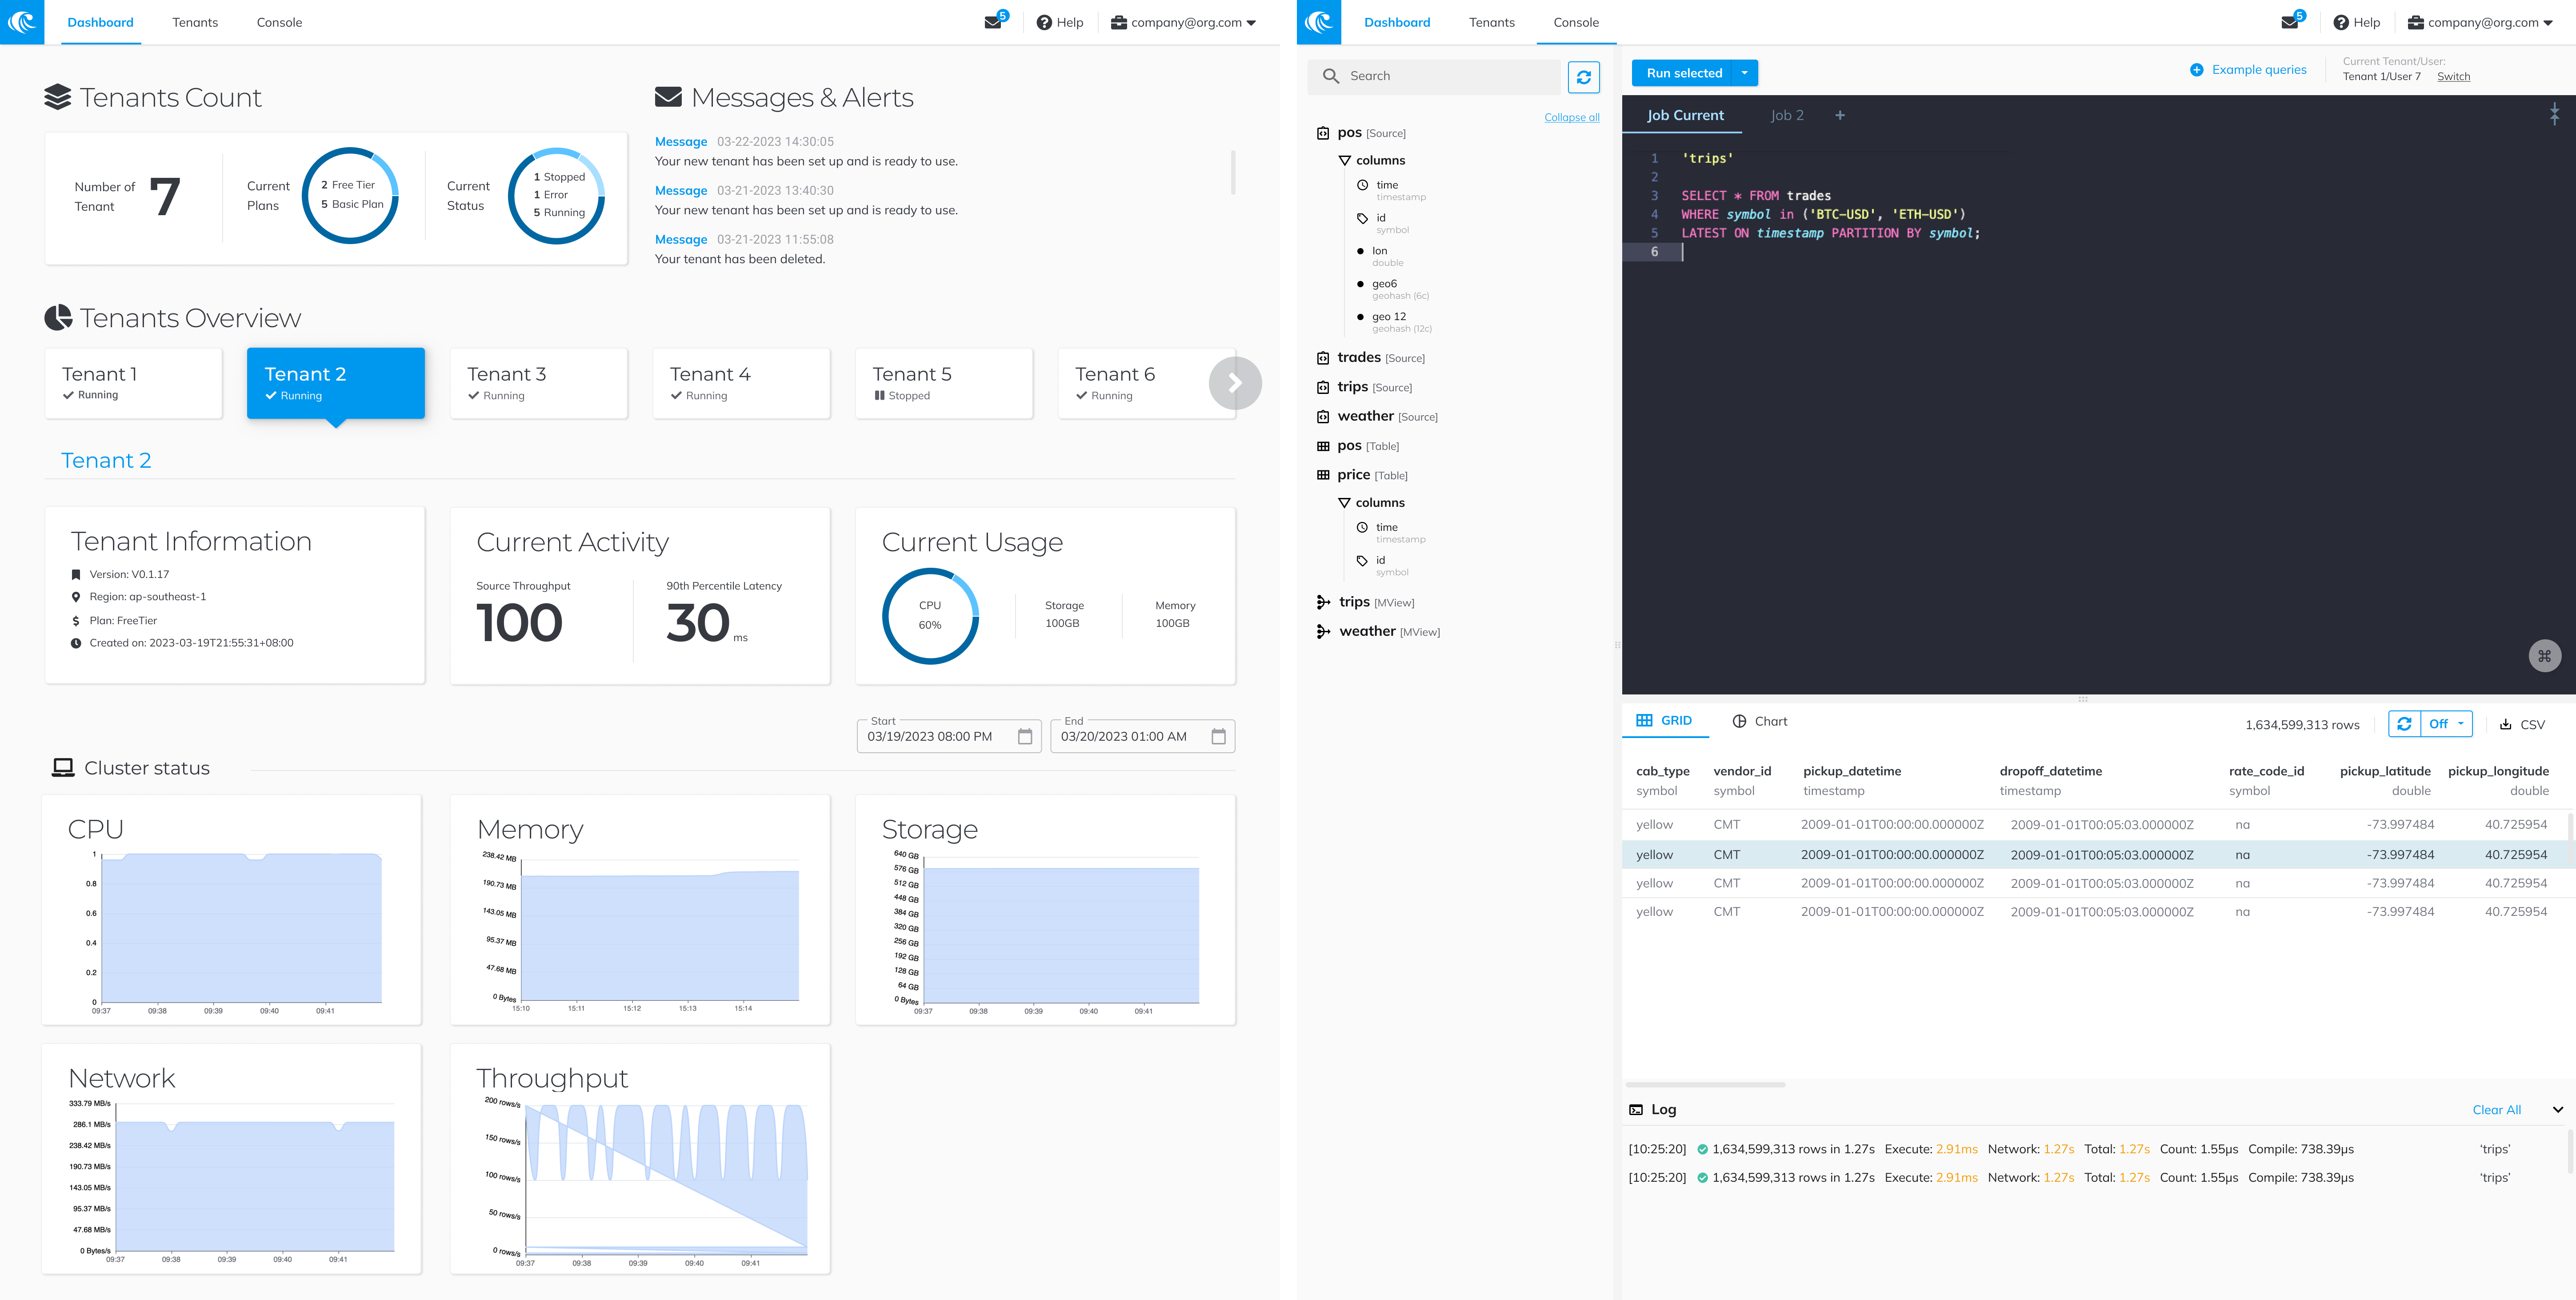 Dashboard Tenants Console 5 Help company@org.com
Tenants Count
Number of Tenant 7
Current Plans
2 Free Tier
5 Basic Plan
Current Status
1 Stopped
1 Error
5 Running
Messages & Alerts
Message 03-22-2023 14:30:05
Your new tenant has been set up and is ready to use.
Message 03-21-2023 13:40:30
Your new tenant has been set up and is ready to use.
Message 03-21-2023 11:55:08
Your tenant has been deleted.
Tenants Overview
Tenant 1
Running
Tenant 2
Running
Tenant 3
Running
Tenant 4
Running
Tenant 5
Stopped
Tenant 6
Running
Tenant 2
Tenant Information
Version: V0.1.17
Region: ap-southeast-1
Plan: FreeTier
Created on: 2023-03-19T21:55:31+08:00
Current Activity
Source Throughput
100
90th Percentile Latency
30 ms
Current Usage
CPU
60%
Storage
100GB
Memory
100GB
Start
03/19/2023 08:00 PM
End
03/20/2023 01:00 AM
Cluster status
CPU
1
0.8
0.6
0.4
0.2
0
09:37 09:38 09:39 09:40 09:41
Memory
238.42 MB
190.73 MB
143.05 MB
95.37 MB
47.68 MB
0 Bytes
15:10 15:11 15:12 15:13 15:14
Storage
640 GB
576 GB
512 GB
448 GB
384 GB
320 GB
256 GB
192 GB
128 GB
64 GB
0 Bytes
09:37 09:38 09:39 09:40 09:41
Network
333.79 MB/s
286.1 MB/s
238.42 MB/s
190.73 MB/s
143.05 MB/s
95.37 MB/s
47.68 MB/s
0 Bytes/s
09:37 09:38 09:39 09:40 09:41
Throughput
200 rows/s
150 rows/s
100 rows/s
50 rows/s
0 rows/s
09:37 09:38 09:39 09:40 09:41
Dashboard Tenants Console 5 Help company@org.com
Search
Collapse all
pos [Source]
columns
time
timestamp
id
symbol
lon
double
geo6
geohash (6c)
geo 12
geohash (12c)
trades [Source]
trips [Source]
weather [Source]
pos [Table]
price [Table]
columns
time
timestamp
id
symbol
trips [MView]
weather [MView]
Run selected
Example queries
Current Tenant/User:
Tenant 1/User 7 Switch
Job Current Job 2 +
1 'trips'
2
3 SELECT * FROM trades
4 WHERE symbol in ('BTC-USD', 'ETH-USD')
5 LATEST ON timestamp PARTITION BY symbol;
6
GRID Chart 1,634,599,313 rows Off CSV
cab_type vendor_id pickup_datetime dropoff_datetime rate_code_id pickup_latitude pickup_longitude
symbol symbol timestamp timestamp symbol double double
yellow CMT 2009-01-01T00:00:00.000000Z 2009-01-01T00:05:03.000000Z na -73.997484 40.725954
yellow CMT 2009-01-01T00:00:00.000000Z 2009-01-01T00:05:03.000000Z na -73.997484 40.725954
yellow CMT 2009-01-01T00:00:00.000000Z 2009-01-01T00:05:03.000000Z na -73.997484 40.725954
yellow CMT 2009-01-01T00:00:00.000000Z 2009-01-01T00:05:03.000000Z na -73.997484 40.725954
Log Clear All
[10:25:20] 1,634,599,313 rows in 1.27s Execute: 2.91ms Network: 1.27s Total: 1.27s Count: 1.55µs Compile: 738.39µs ‘trips’
[10:25:20] 1,634,599,313 rows in 1.27s Execute: 2.91ms Network: 1.27s Total: 1.27s Count: 1.55µs Compile: 738.39µs ‘trips’